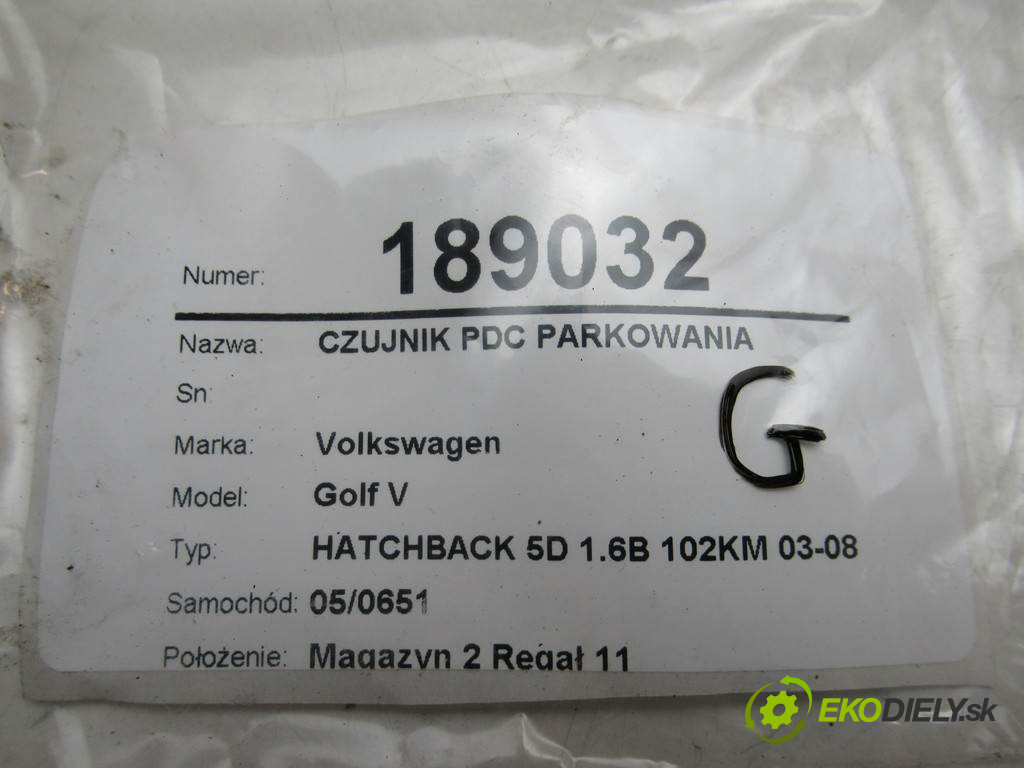 Numer: 189032
Nazwa: CZUJNIK PDC PARKOWANIA
Sn:
G
Marka: Volkswagen
Model: Golf V
Typ: HATCHBACK 5D 1.6B 102KM 03-08
Samochód: 05/0651
Położenie: Magazyn 2 Regał 11
EKODIELY.sk